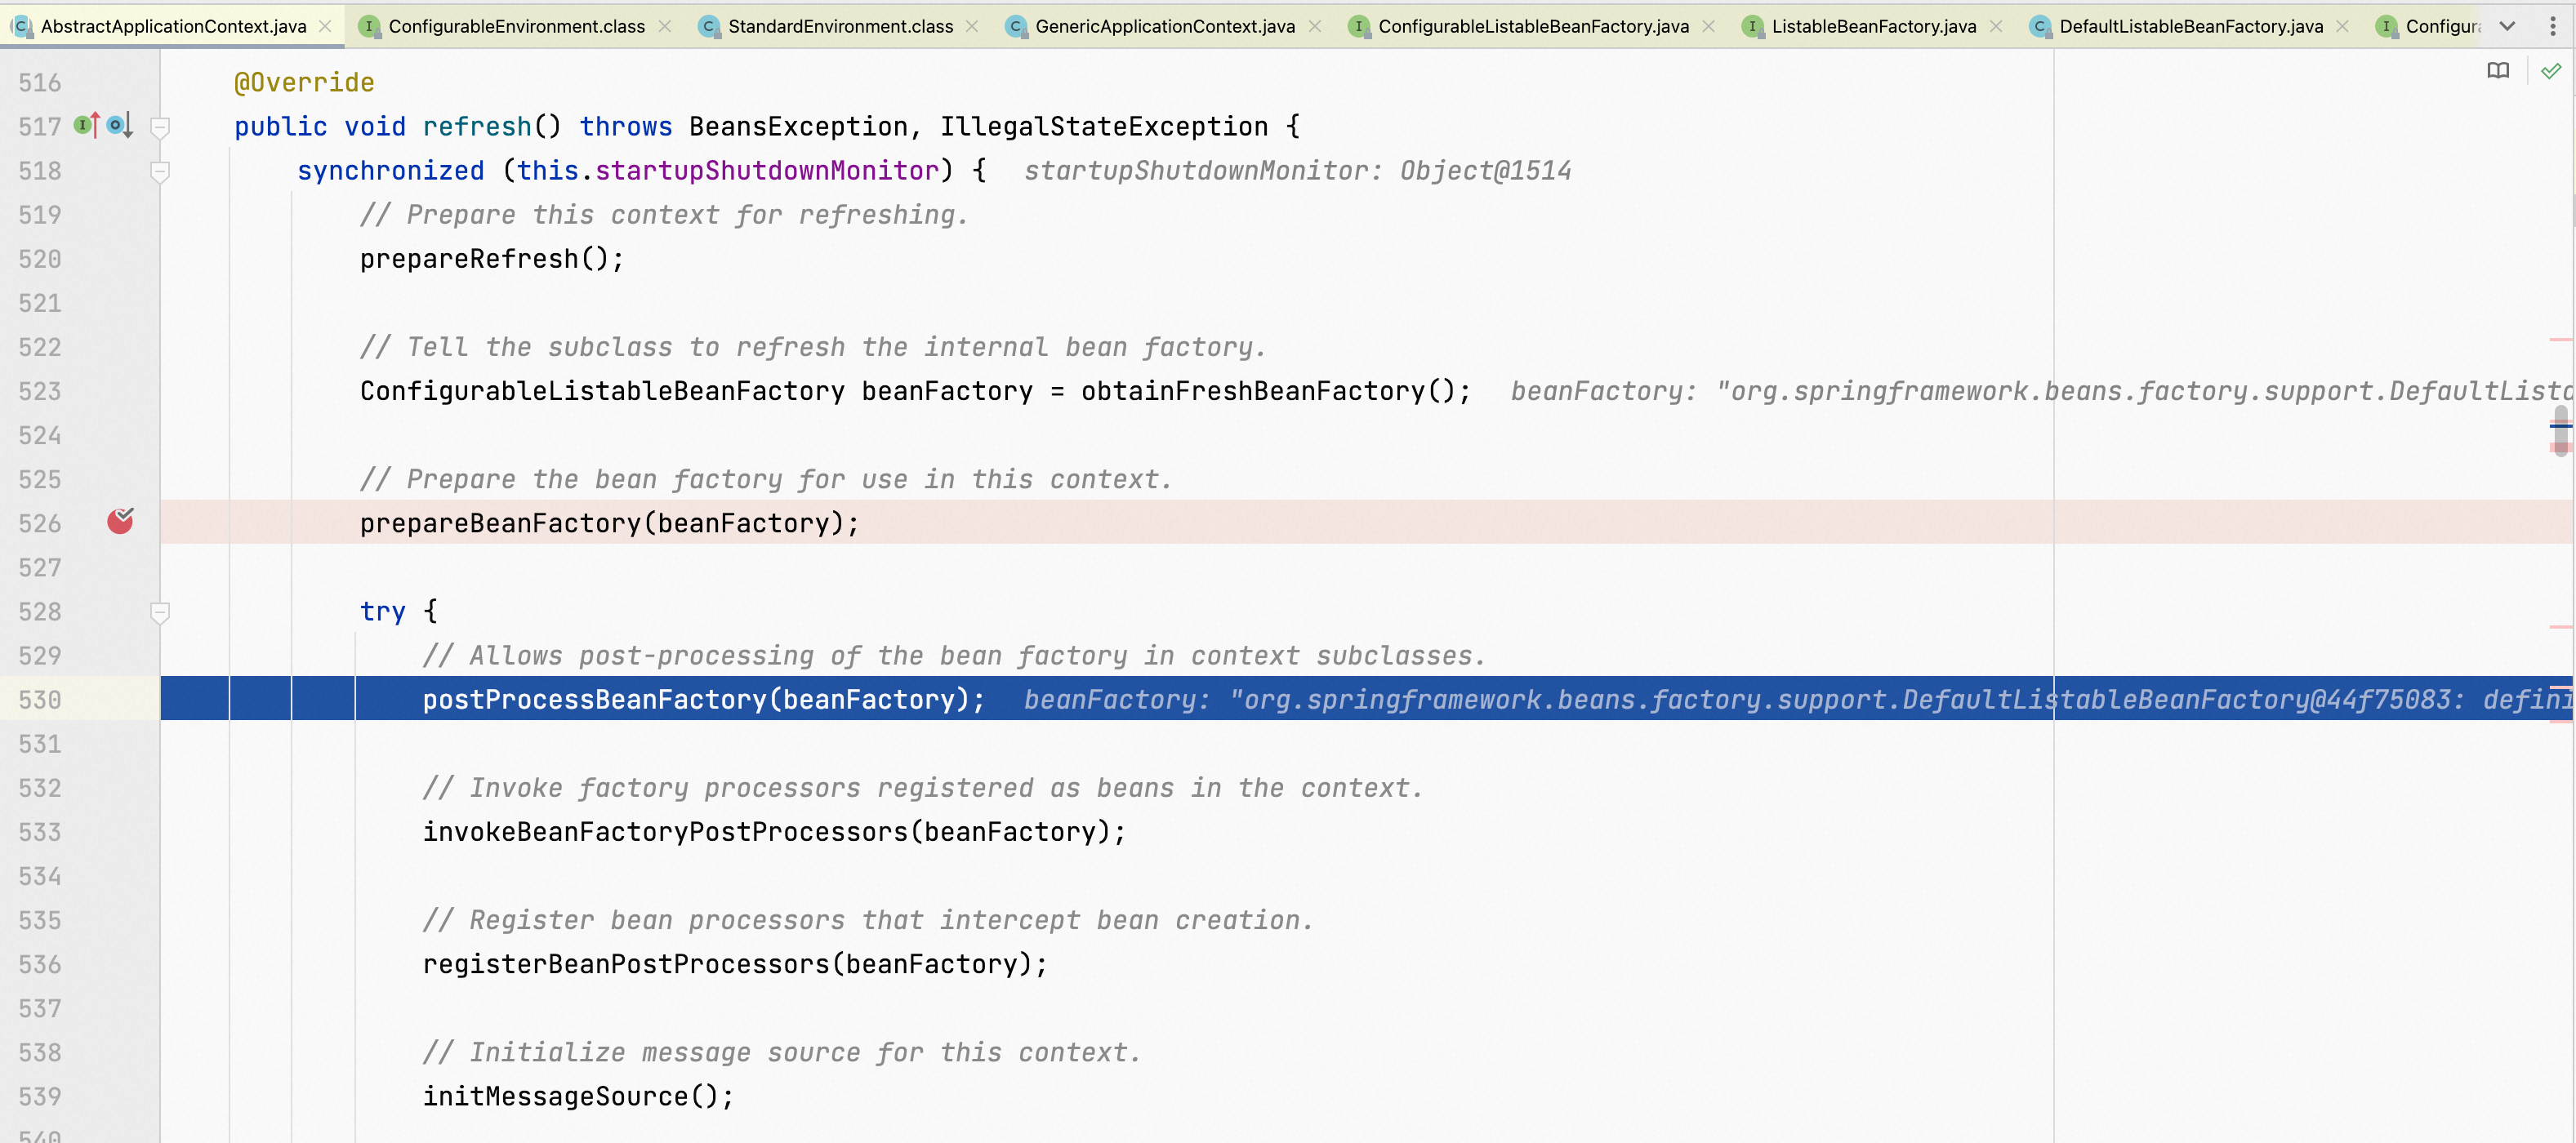 AbstractApplicationContext.java ConfigurableEnvironment.class StandardEnvironment.class GenericApplicationContext.java ConfigurableListableBeanFactory.java ListableBeanFactory.java DefaultListableBeanFactory.java Configura
516 @Override
517 public void refresh() throws BeansException, IllegalStateException {
518 synchronized (this.startupShutdownMonitor) { startupShutdownMonitor: Object@1514
519 // Prepare this context for refreshing.
520 prepareRefresh();
521
522 // Tell the subclass to refresh the internal bean factory.
523 ConfigurableListableBeanFactory beanFactory = obtainFreshBeanFactory(); beanFactory: "org.springframework.beans.factory.support.DefaultLista
524
525 // Prepare the bean factory for use in this context.
526 prepareBeanFactory(beanFactory);
527
528 try {
529 // Allows post-processing of the bean factory in context subclasses.
530 postProcessBeanFactory(beanFactory); beanFactory: "org.springframework.beans.factory.support.DefaultListableBeanFactory@44f75083: defini
531
532 // Invoke factory processors registered as beans in the context.
533 invokeBeanFactoryPostProcessors(beanFactory);
534
535 // Register bean processors that intercept bean creation.
536 registerBeanPostProcessors(beanFactory);
537
538 // Initialize message source for this context.
539 initMessageSource();
540